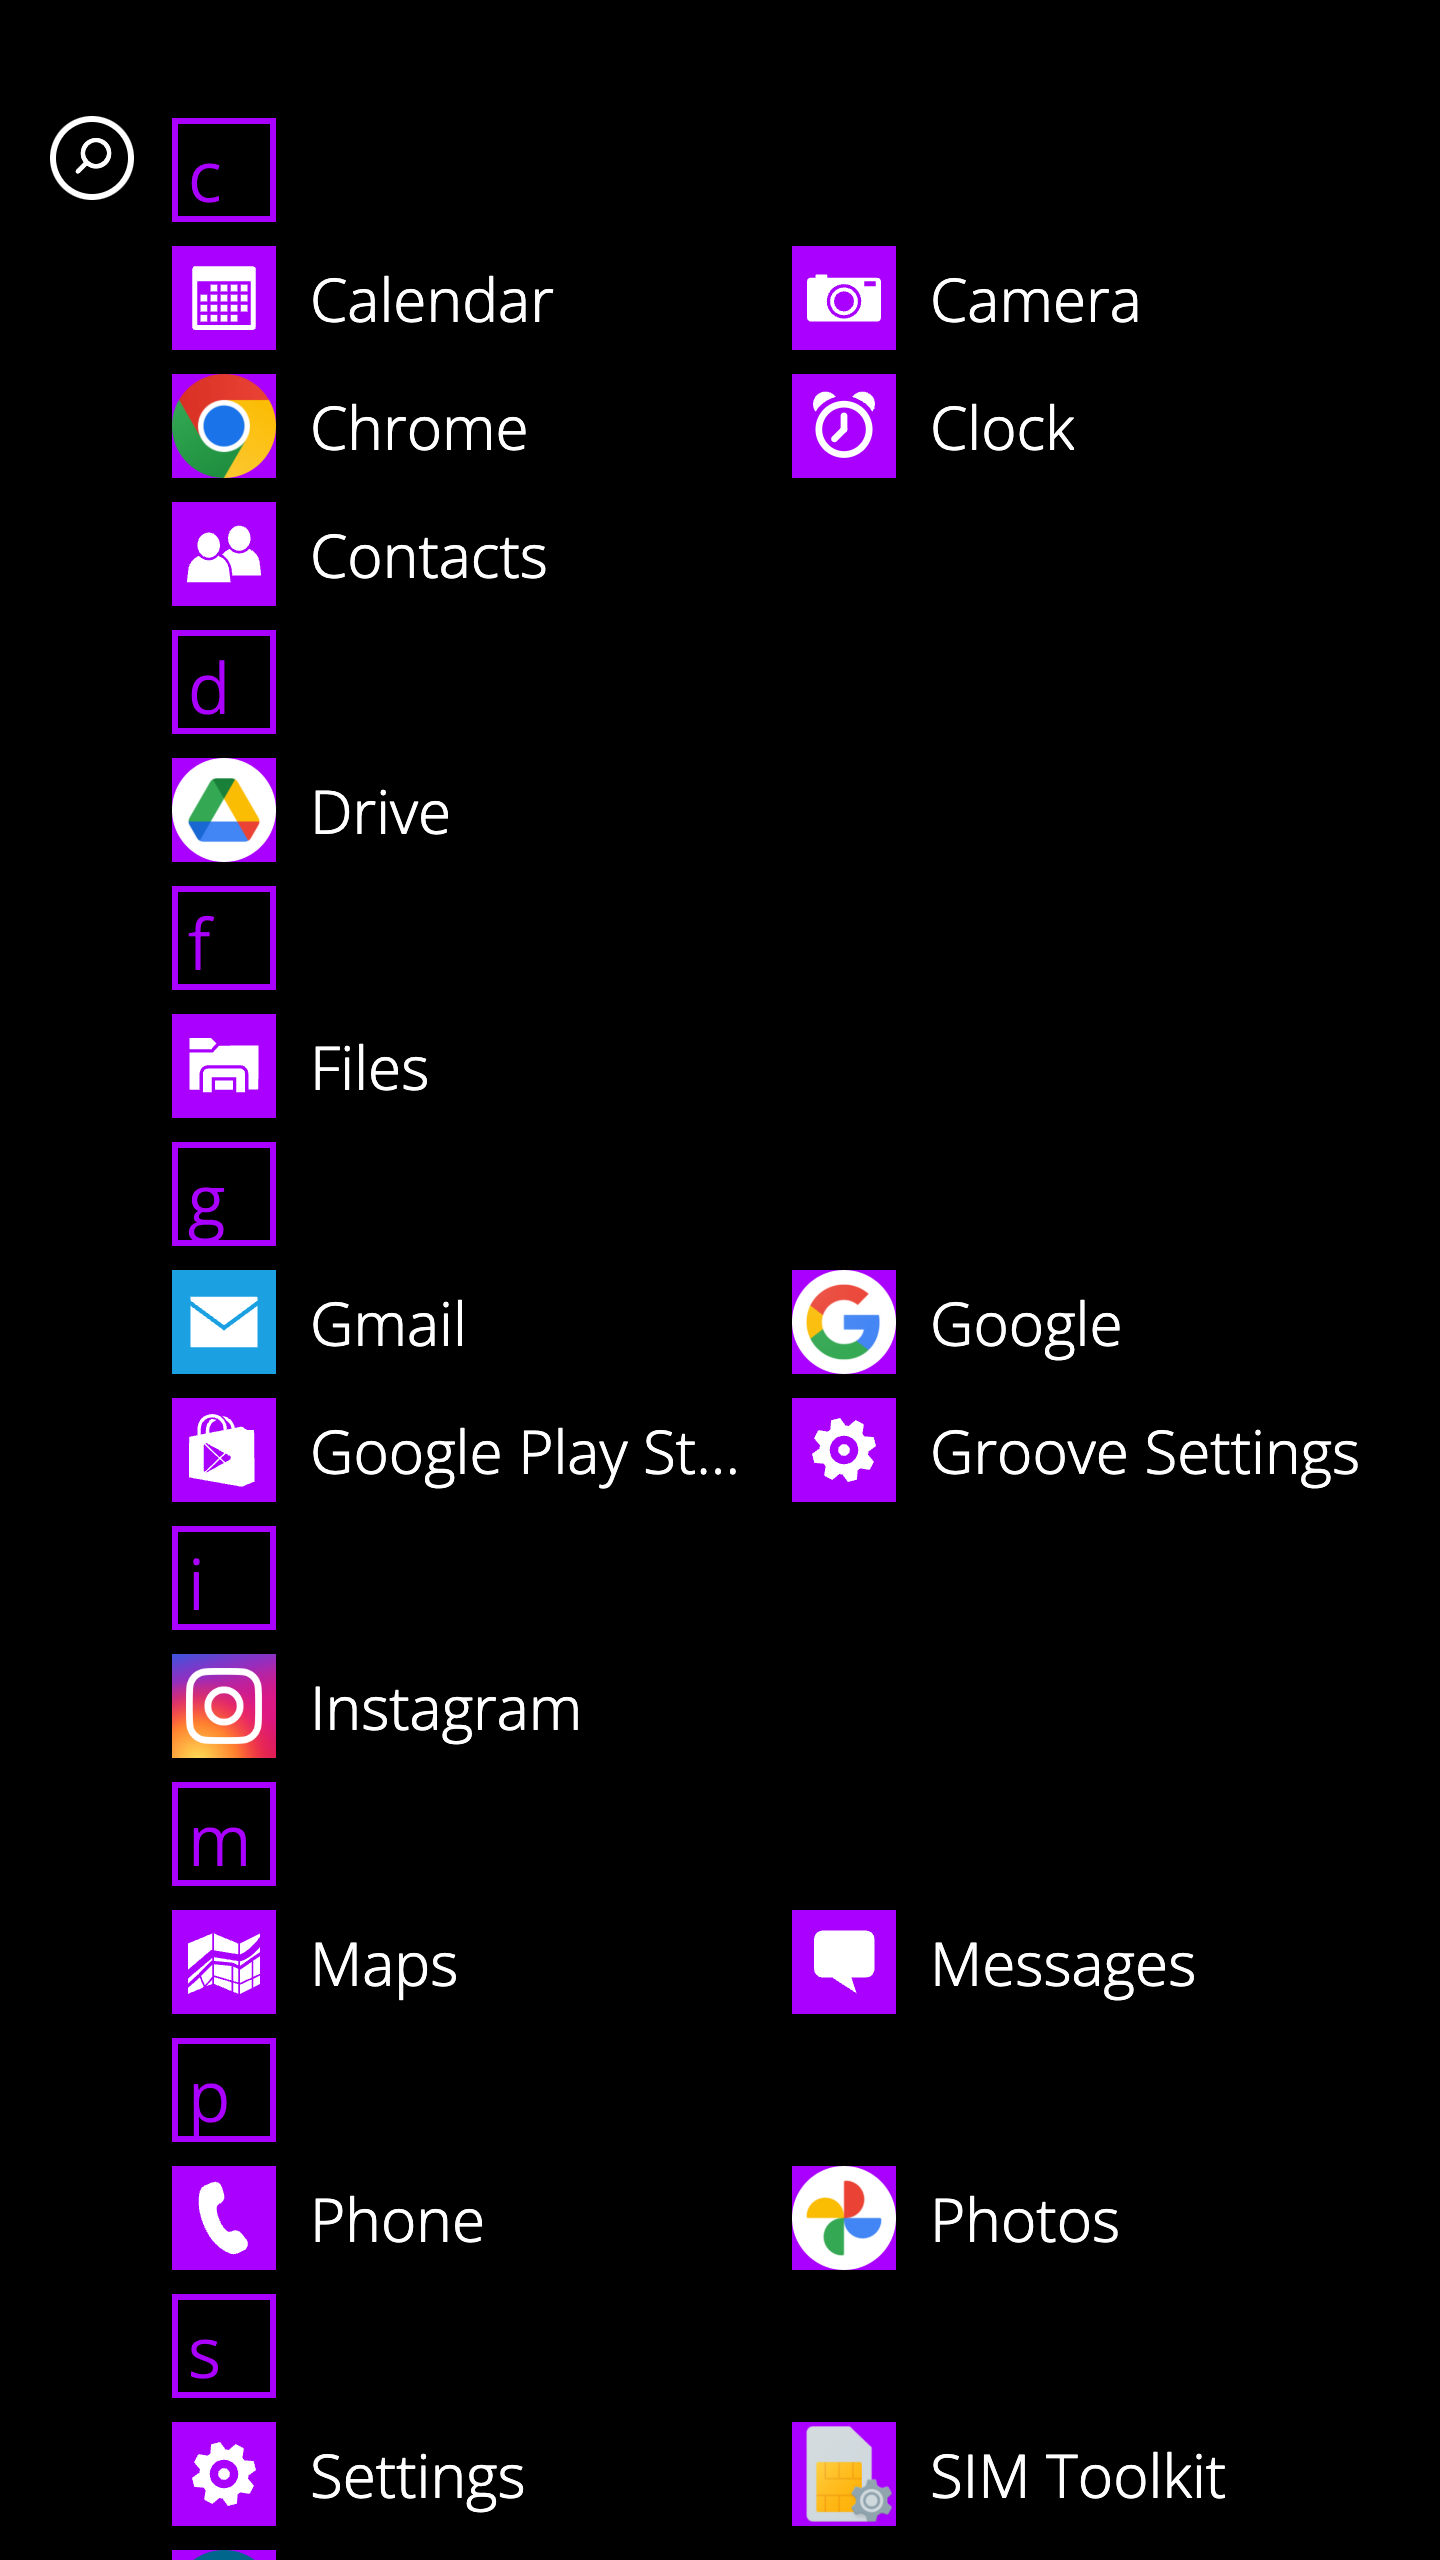 c
Calendar Camera
Chrome Clock
Contacts
d
Drive
f
Files
g
Gmail Google
Google Play St... Groove Settings
i
Instagram
m
Maps Messages
p
Phone Photos
s
Settings SIM Toolkit